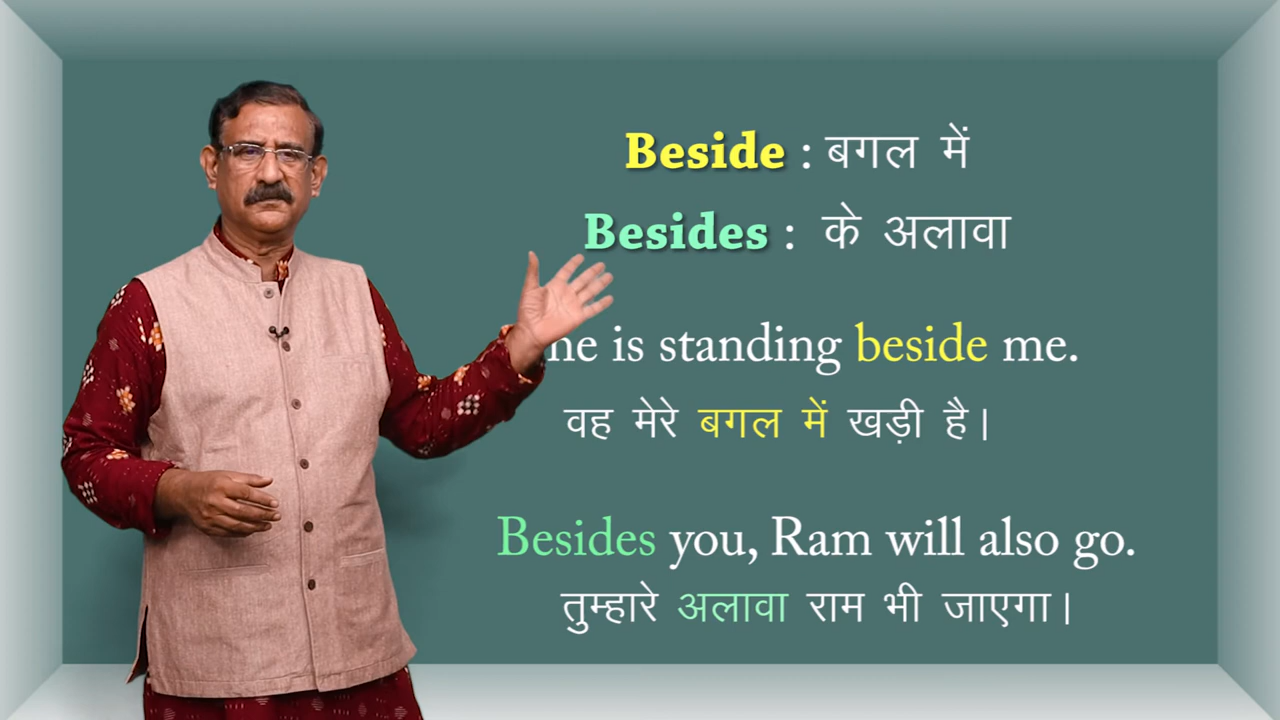 Beside : बगल में
Besides : के अलावा
is standing beside me.
वह मेरे बगल में खड़ी है।
Besides you, Ram will also go.
तुम्हारे अलावा राम भी जाएगा।